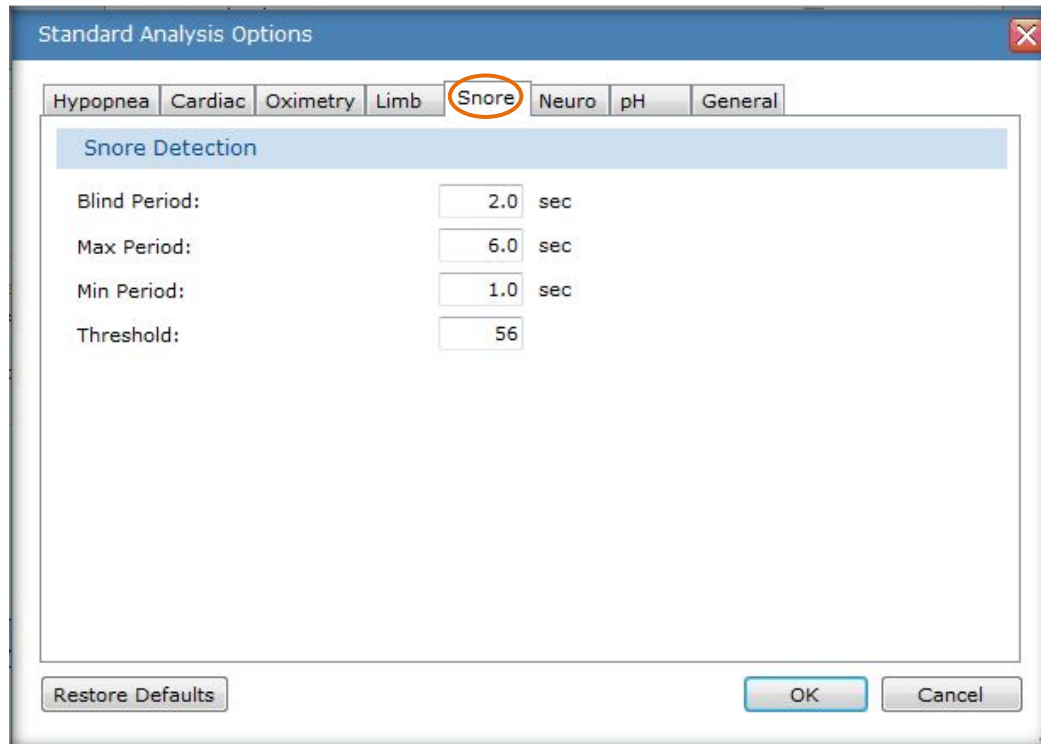 Standard Analysis Options
Hypopnea Cardiac Oximetry Limb Snore Neuro pH General
Snore Detection
Blind Period: 2.0 sec
Max Period: 6.0 sec
Min Period: 1.0 sec
Threshold: 56
Restore Defaults OK Cancel